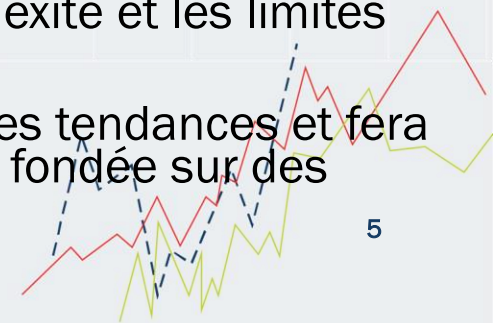 exité et les limites
es tendances et fera
fondée sur des
5